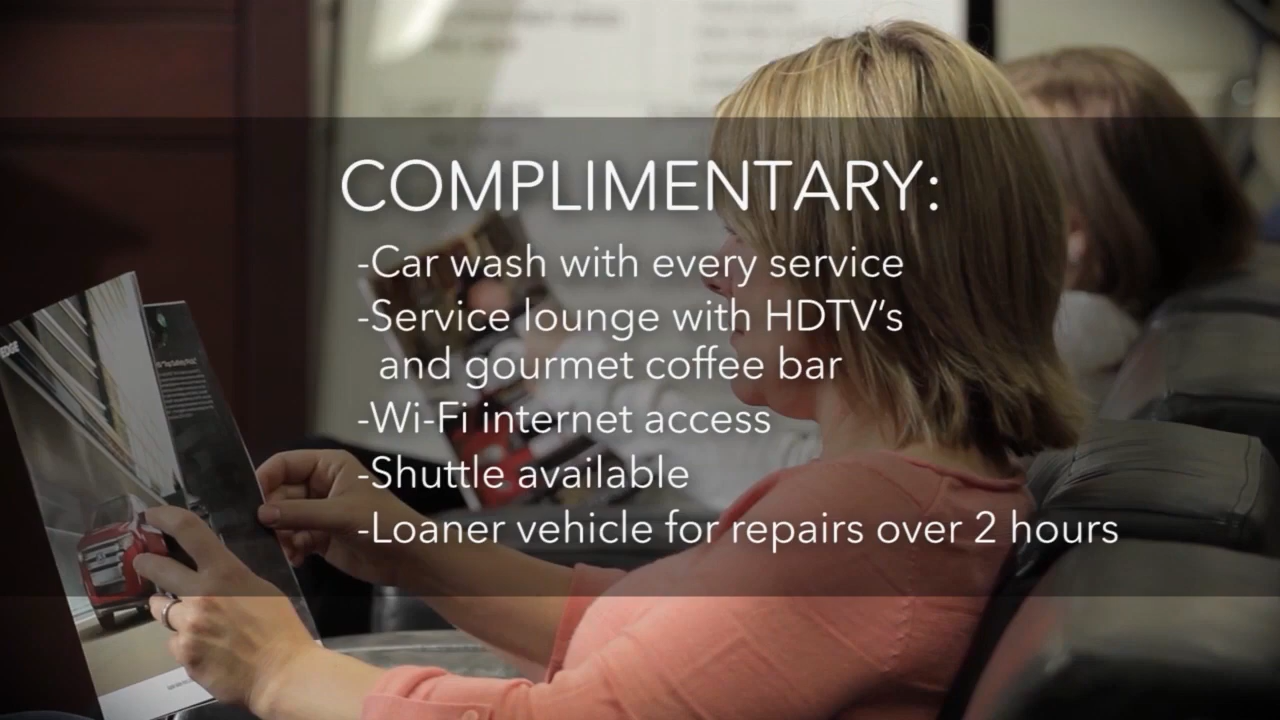 COMPLIMENTARY:
-Car wash with every service
-Service lounge with HDTV's
and gourmet coffee bar
-Wi-Fi internet access
-Shuttle available
-Loaner vehicle for repairs over 2 hours
EDGE